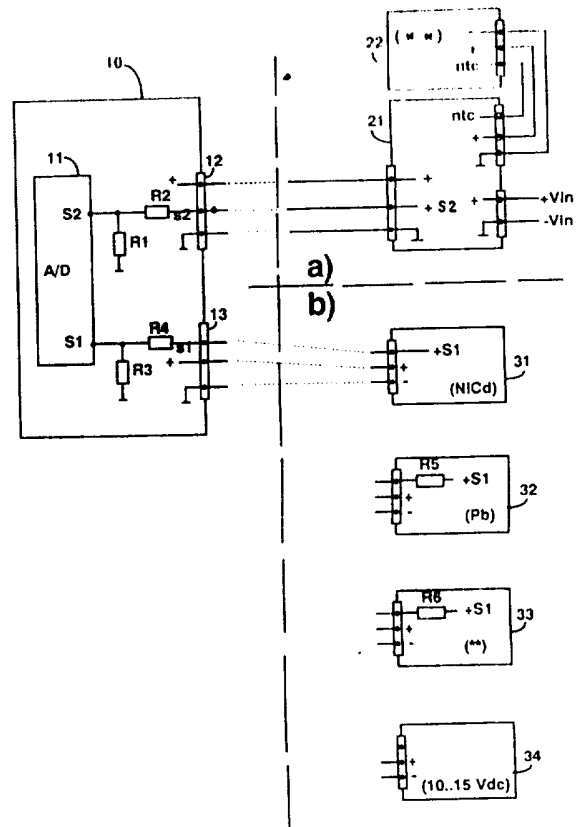 10
11
S2
R2
s2
R1
A/D
S1
R4
s1
R3
+
12
+
13
22
(**)
+
ntc
21
ntc
+
+
+ S2
+
+Vin
-Vin
a)
b)
+S1
+
-
(NICd)
31
R5
+S1
+
-
(Pb)
32
R6
+S1
+
-
(**)
33
+
-
(10..15 Vdc)
34